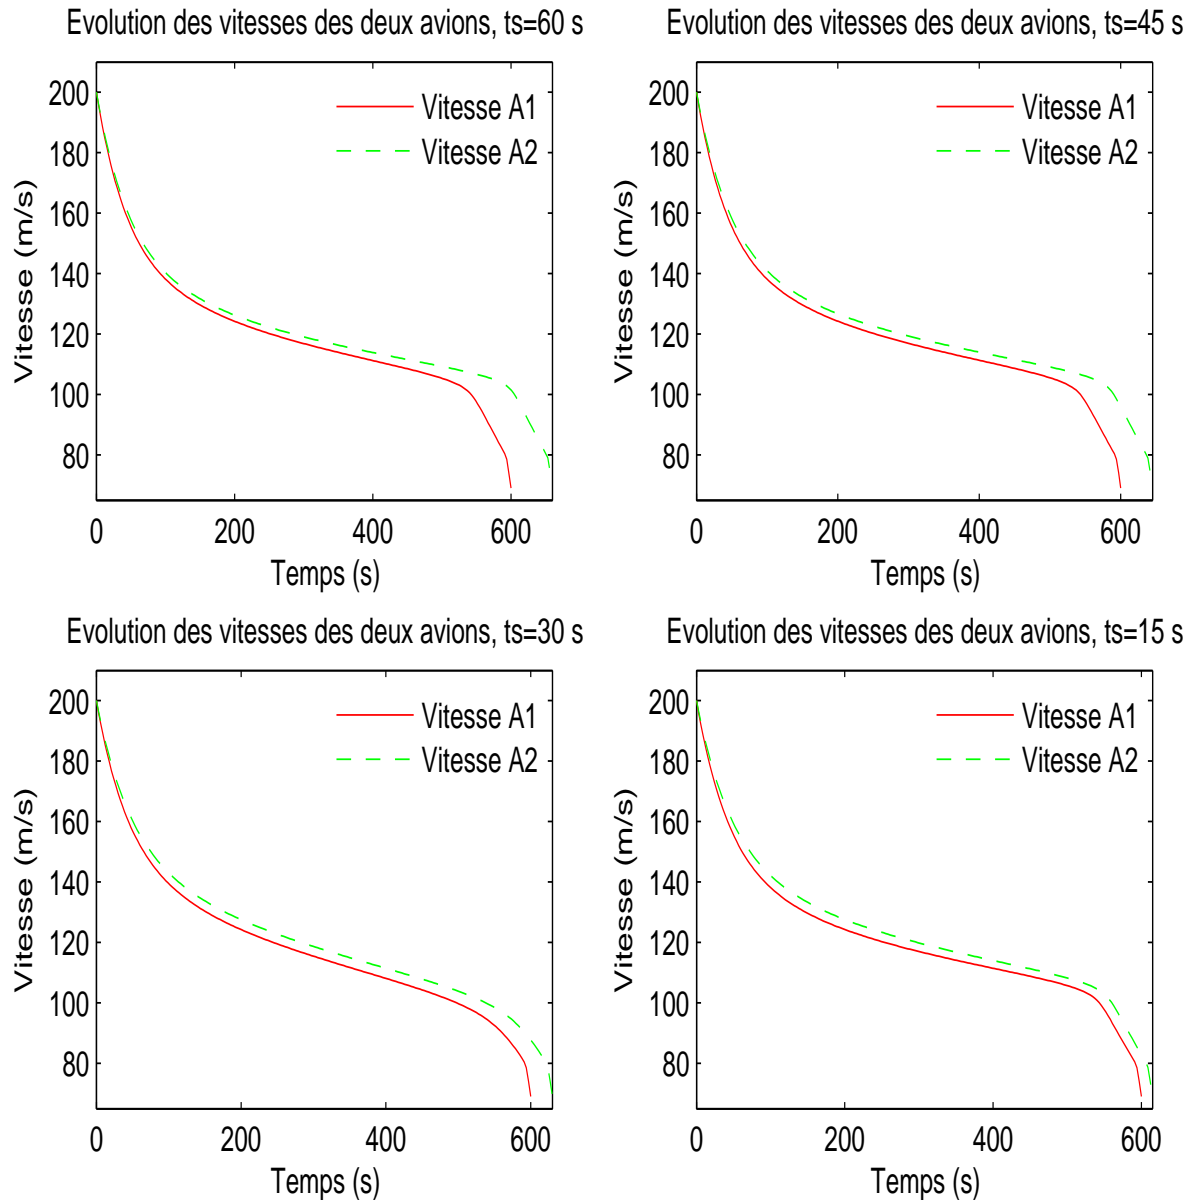 Evolution des vitesses des deux avions, ts=60 s
200
180
160
140
120
100
80
Vitesse (m/s)
Vitesse A1
Vitesse A2
0 200 400 600
Temps (s)
Evolution des vitesses des deux avions, ts=45 s
200
180
160
140
120
100
80
Vitesse (m/s)
Vitesse A1
Vitesse A2
0 200 400 600
Temps (s)
Evolution des vitesses des deux avions, ts=30 s
200
180
160
140
120
100
80
Vitesse (m/s)
Vitesse A1
Vitesse A2
0 200 400 600
Temps (s)
Evolution des vitesses des deux avions, ts=15 s
200
180
160
140
120
100
80
Vitesse (m/s)
Vitesse A1
Vitesse A2
0 200 400 600
Temps (s)